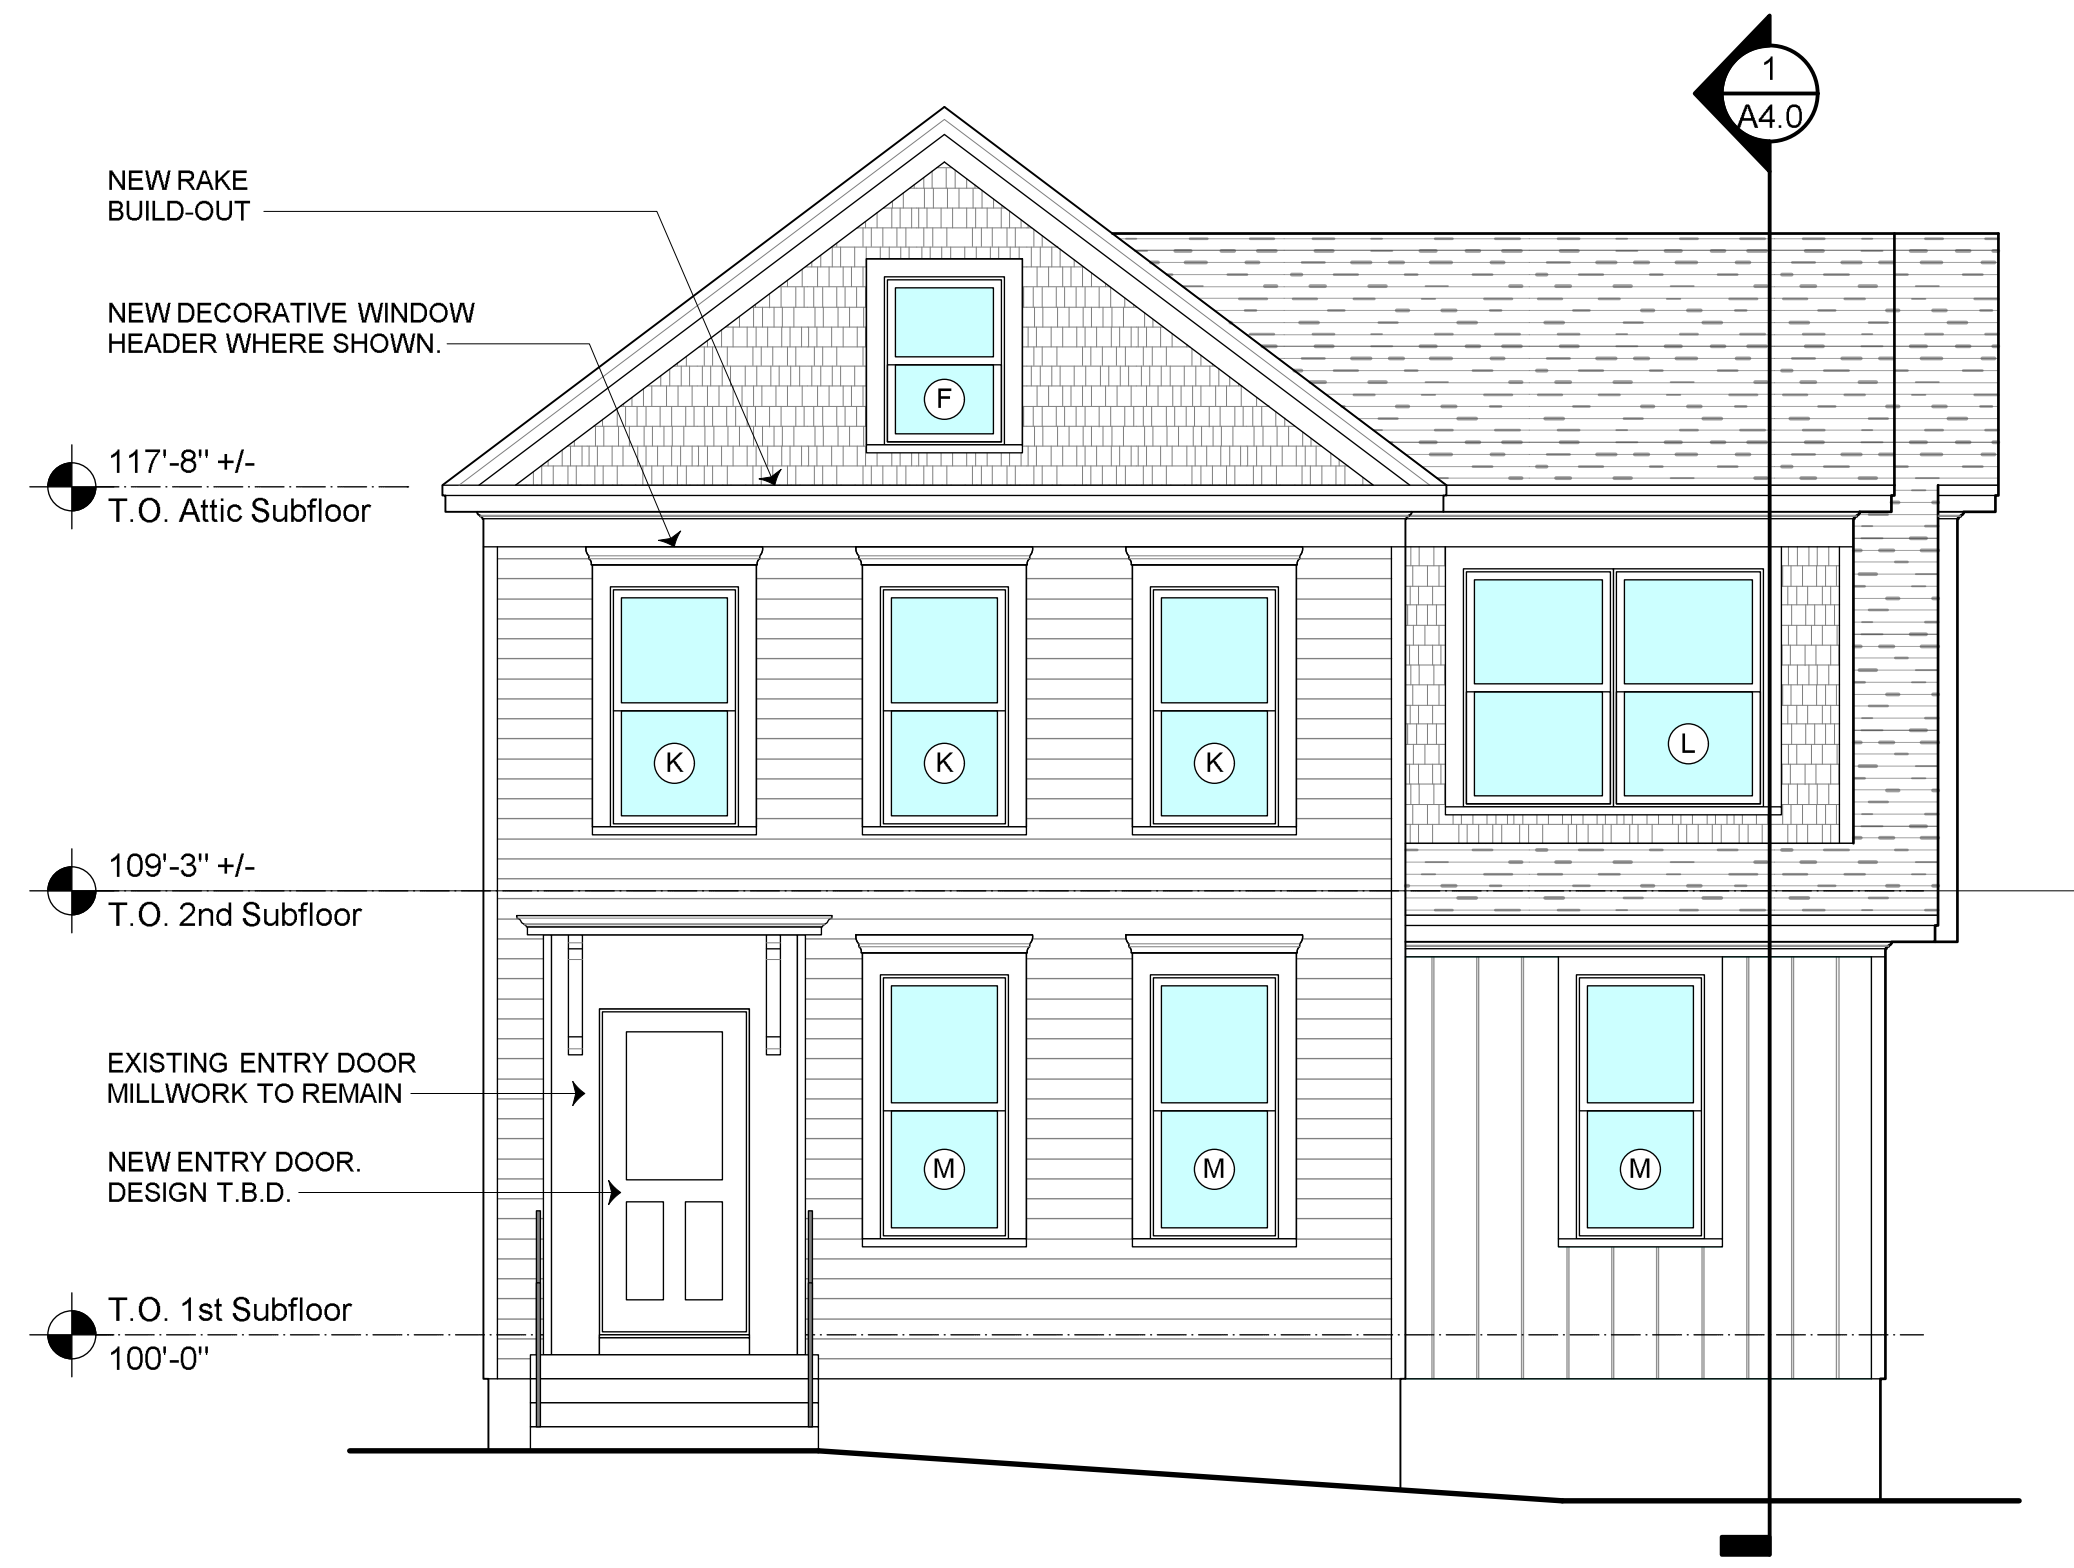 1
A4.0
NEW RAKE
BUILD-OUT
NEW DECORATIVE WINDOW
HEADER WHERE SHOWN.
F
117'-8" +/-
T.O. Attic Subfloor
K
K
K
L
109'-3" +/-
T.O. 2nd Subfloor
EXISTING ENTRY DOOR
MILLWORK TO REMAIN
NEW ENTRY DOOR.
DESIGN T.B.D.
M
M
M
T.O. 1st Subfloor
100'-0"